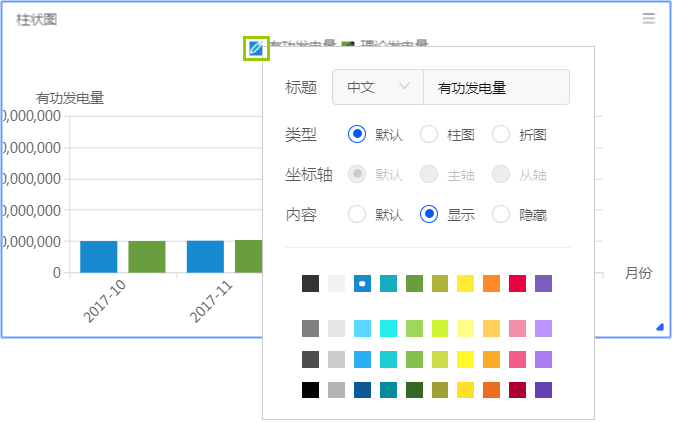 柱状图
有功发电量 理论发电量
标题 中文 有功发电量
有功发电量
0,000,000
类型 默认 柱图 折图
0,000,000
坐标轴 默认 主轴 从轴
0,000,000
0,000,000
内容 默认 显示 隐藏
0,000,000
0
月份
2017-10
2017-11